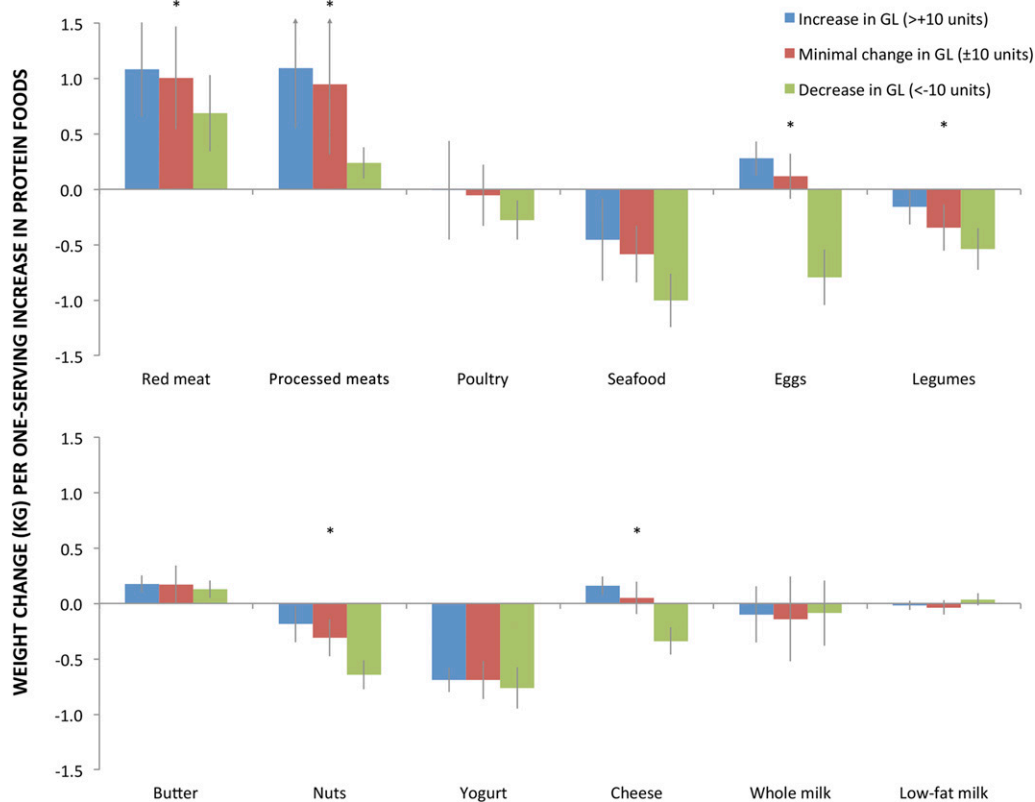 WEIGHT CHANGE (KG) PER ONE-SERVING INCREASE IN PROTEIN FOODS
Increase in GL (>+10 units)
Minimal change in GL (±10 units)
Decrease in GL (<-10 units)
* * * *
1.5
1.0
0.5
0.0
-0.5
-1.0
-1.5
Red meat Processed meats Poultry Seafood Eggs Legumes
* *
1.5
1.0
0.5
0.0
-0.5
-1.0
-1.5
Butter Nuts Yogurt Cheese Whole milk Low-fat milk